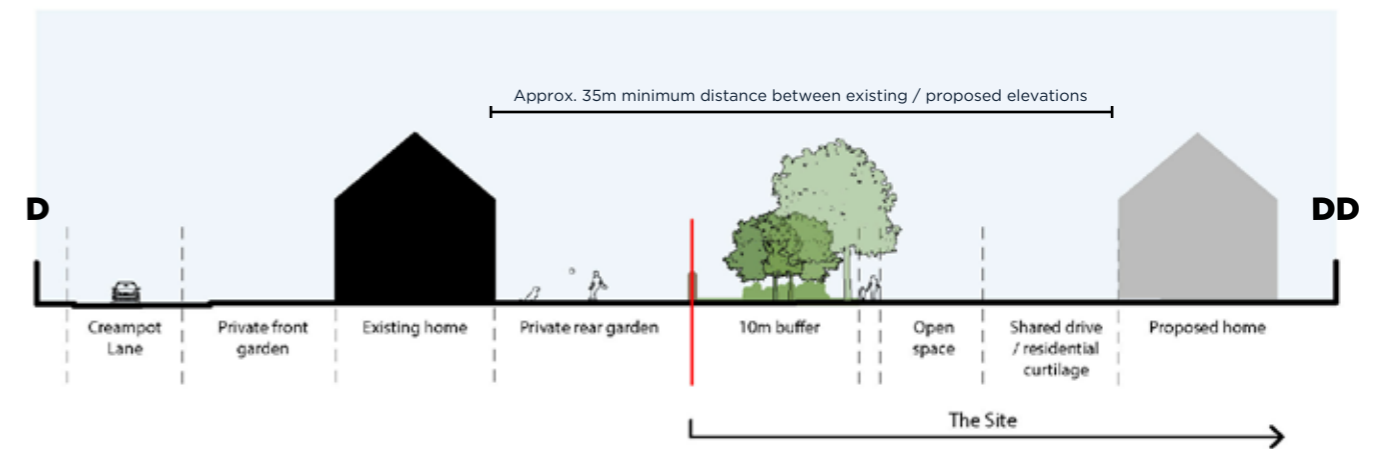 Approx. 35m minimum distance between existing / proposed elevations
D
DD
Creampot
Lane
Private front
garden
Existing home
Private rear garden
10m buffer
Open
space
Shared drive
/ residential
curtilage
Proposed home
The Site